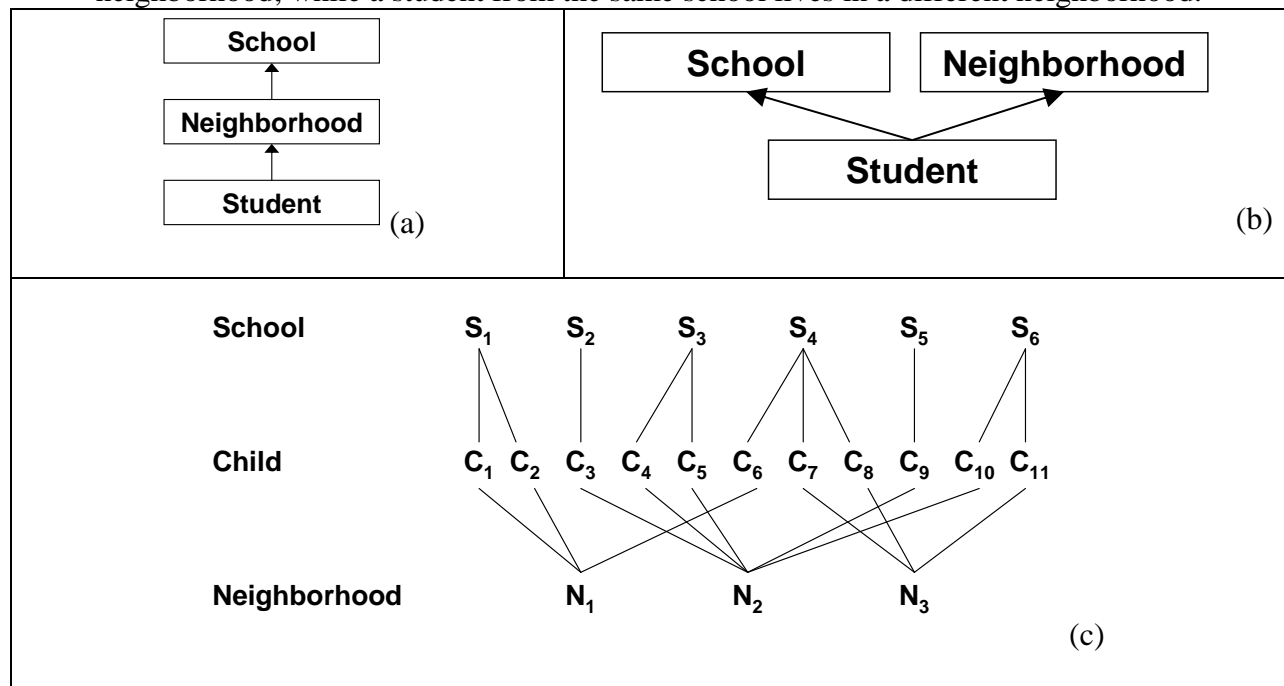 neighborhood, while a student from the same school lives in a different neighborhood.
School
Neighborhood
Student
(a)
School Neighborhood
Student
(b)
School S1 S2 S3 S4 S5 S6
Child C1 C2 C3 C4 C5 C6 C7 C8 C9 C10 C11
Neighborhood N1 N2 N3
(c)